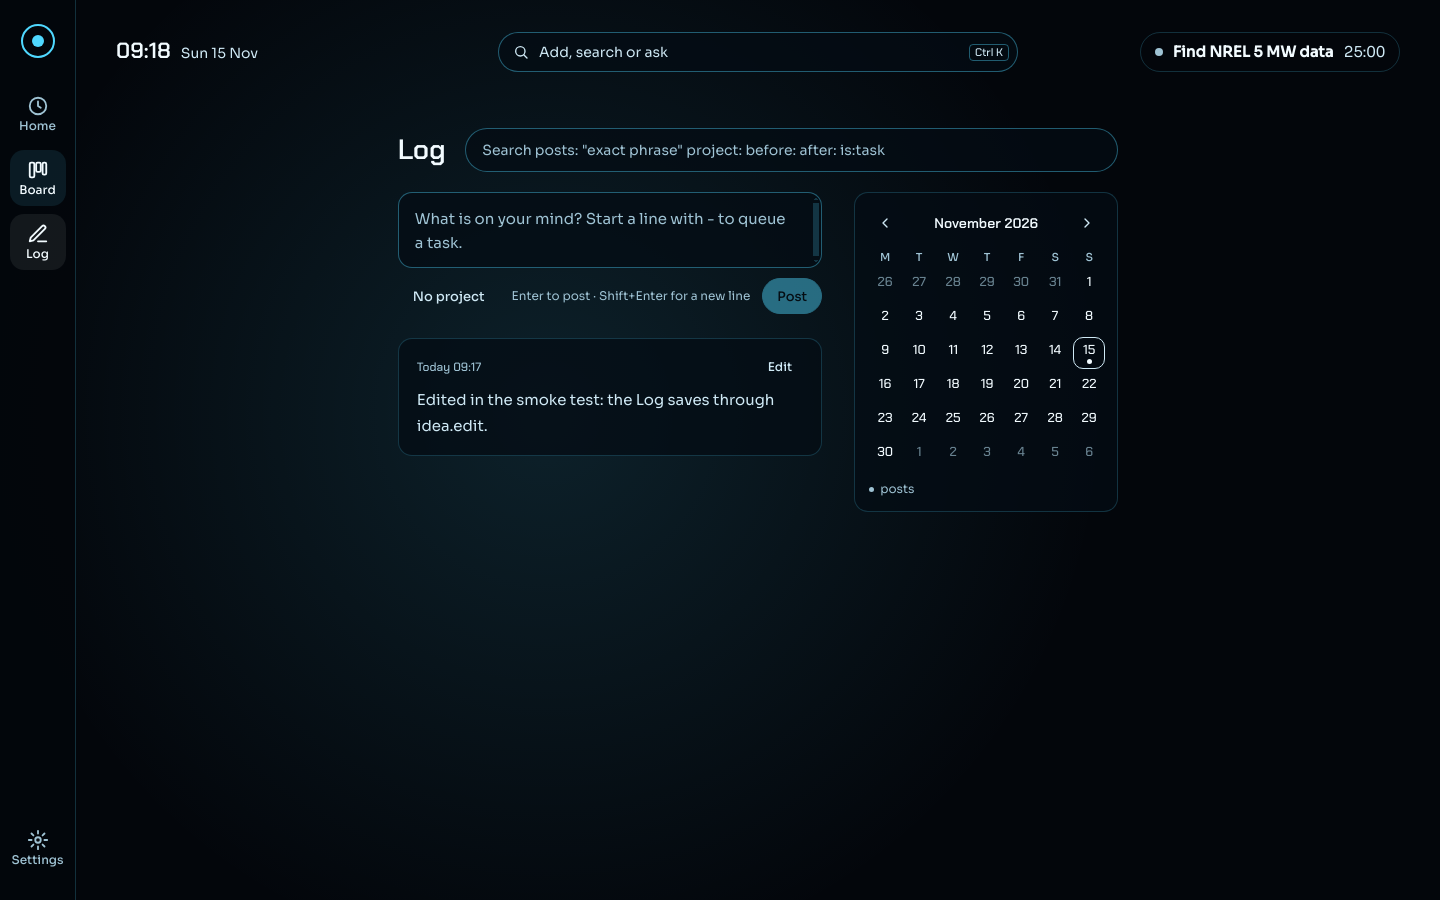 09:18 Sun 15 Nov
Add, search or ask
Ctrl K
Find NREL 5 MW data 25:00
Home
Board
Log
Settings
Log
Search posts: "exact phrase" project: before: after: is:task
What is on your mind? Start a line with - to queue
a task.
No project
Enter to post · Shift+Enter for a new line
Post
Today 09:17
Edit
Edited in the smoke test: the Log saves through
idea.edit.
November 2026
M T W T F S S
26 27 28 29 30 31 1
2 3 4 5 6 7 8
9 10 11 12 13 14 15
16 17 18 19 20 21 22
23 24 25 26 27 28 29
30 1 2 3 4 5 6
posts